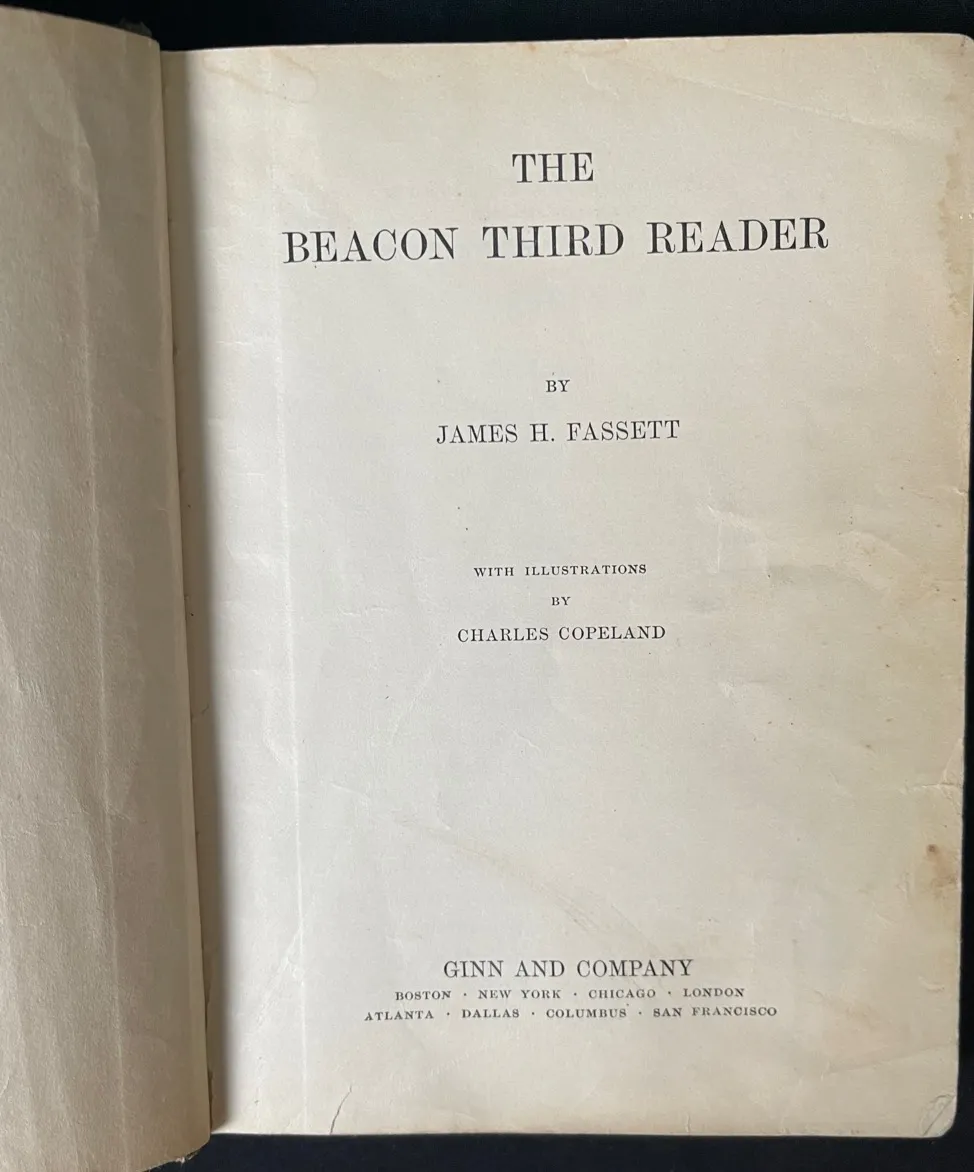 THE
BEACON THIRD READER
BY
JAMES H. FASSETT
WITH ILLUSTRATIONS
BY
CHARLES COPELAND
GINN AND COMPANY
BOSTON · NEW YORK · CHICAGO · LONDON
ATLANTA · DALLAS · COLUMBUS · SAN FRANCISCO